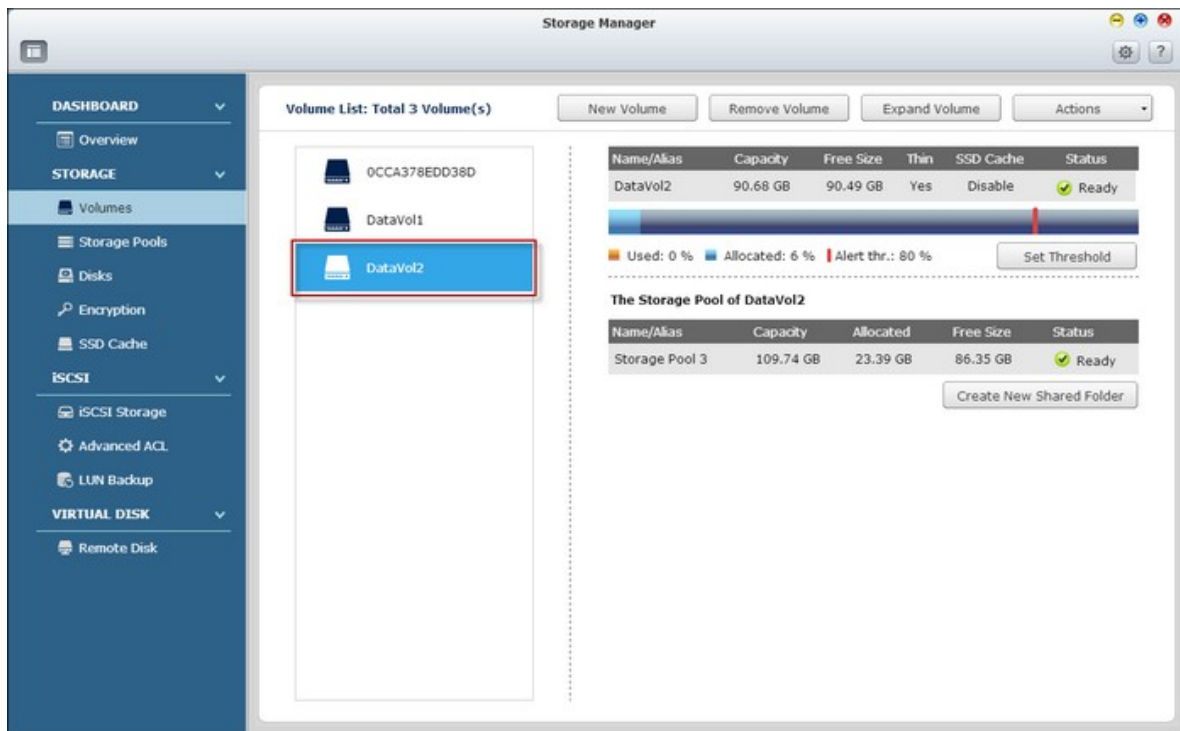 Storage Manager
?
DASHBOARD
Overview
STORAGE
Volumes
Storage Pools
Disks
Encryption
SSD Cache
iSCSI
iSCSI Storage
Advanced ACL
LUN Backup
VIRTUAL DISK
Remote Disk
Volume List: Total 3 Volume(s) New Volume Remove Volume Expand Volume Actions
0CCA378EDD38D
DataVol1
DataVol2
Name/Alias Capacity Free Size Thin SSD Cache Status
DataVol2 90.68 GB 90.49 GB Yes Disable Ready
Used: 0 % Allocated: 6 % Alert thr.: 80 % Set Threshold
The Storage Pool of DataVol2
Name/Alias Capacity Allocated Free Size Status
Storage Pool 3 109.74 GB 23.39 GB 86.35 GB Ready
Create New Shared Folder